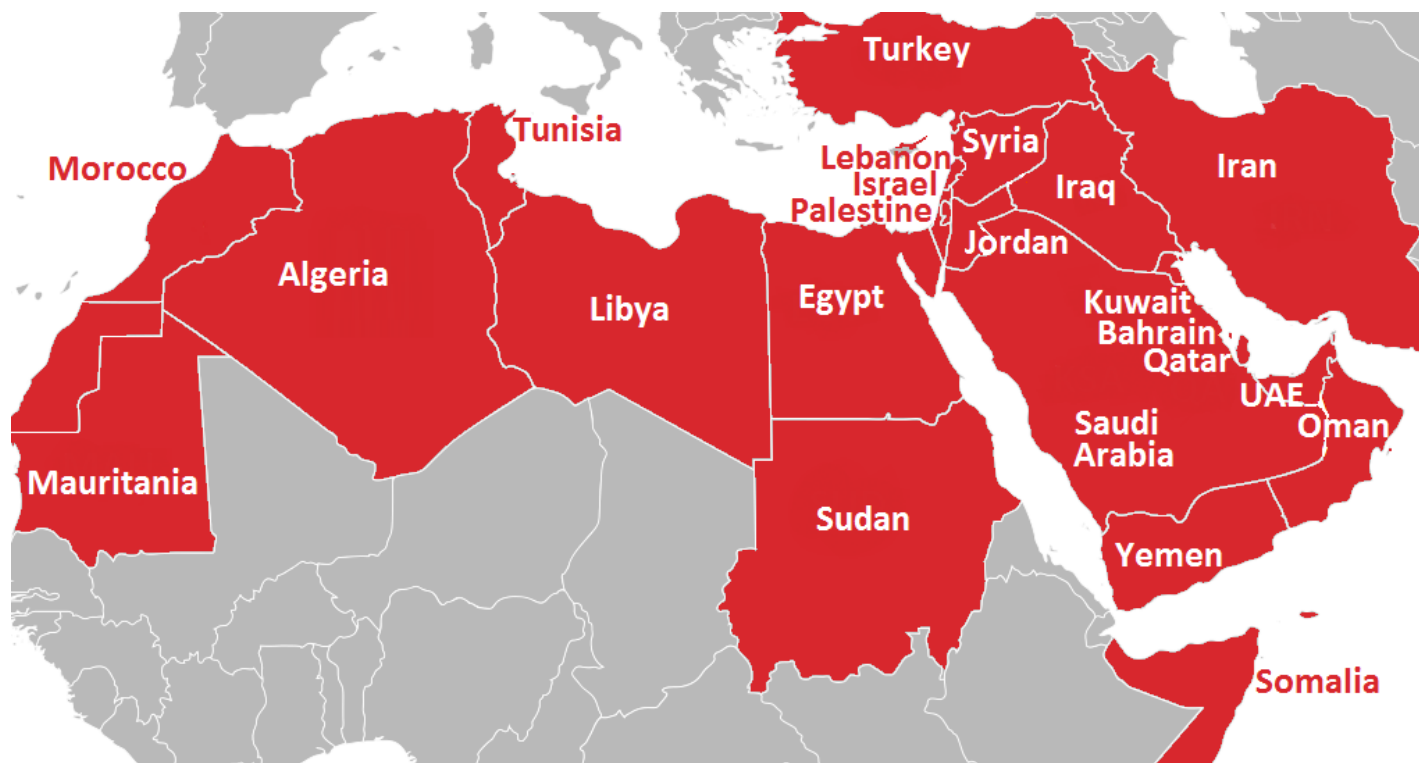 Turkey
Tunisia
Morocco
Syria
Lebanon
Israel
Palestine
Iraq
Iran
Jordan
Algeria
Libya
Egypt
Kuwait
Bahrain
Qatar
UAE
Oman
Saudi
Arabia
Mauritania
Sudan
Yemen
Somalia